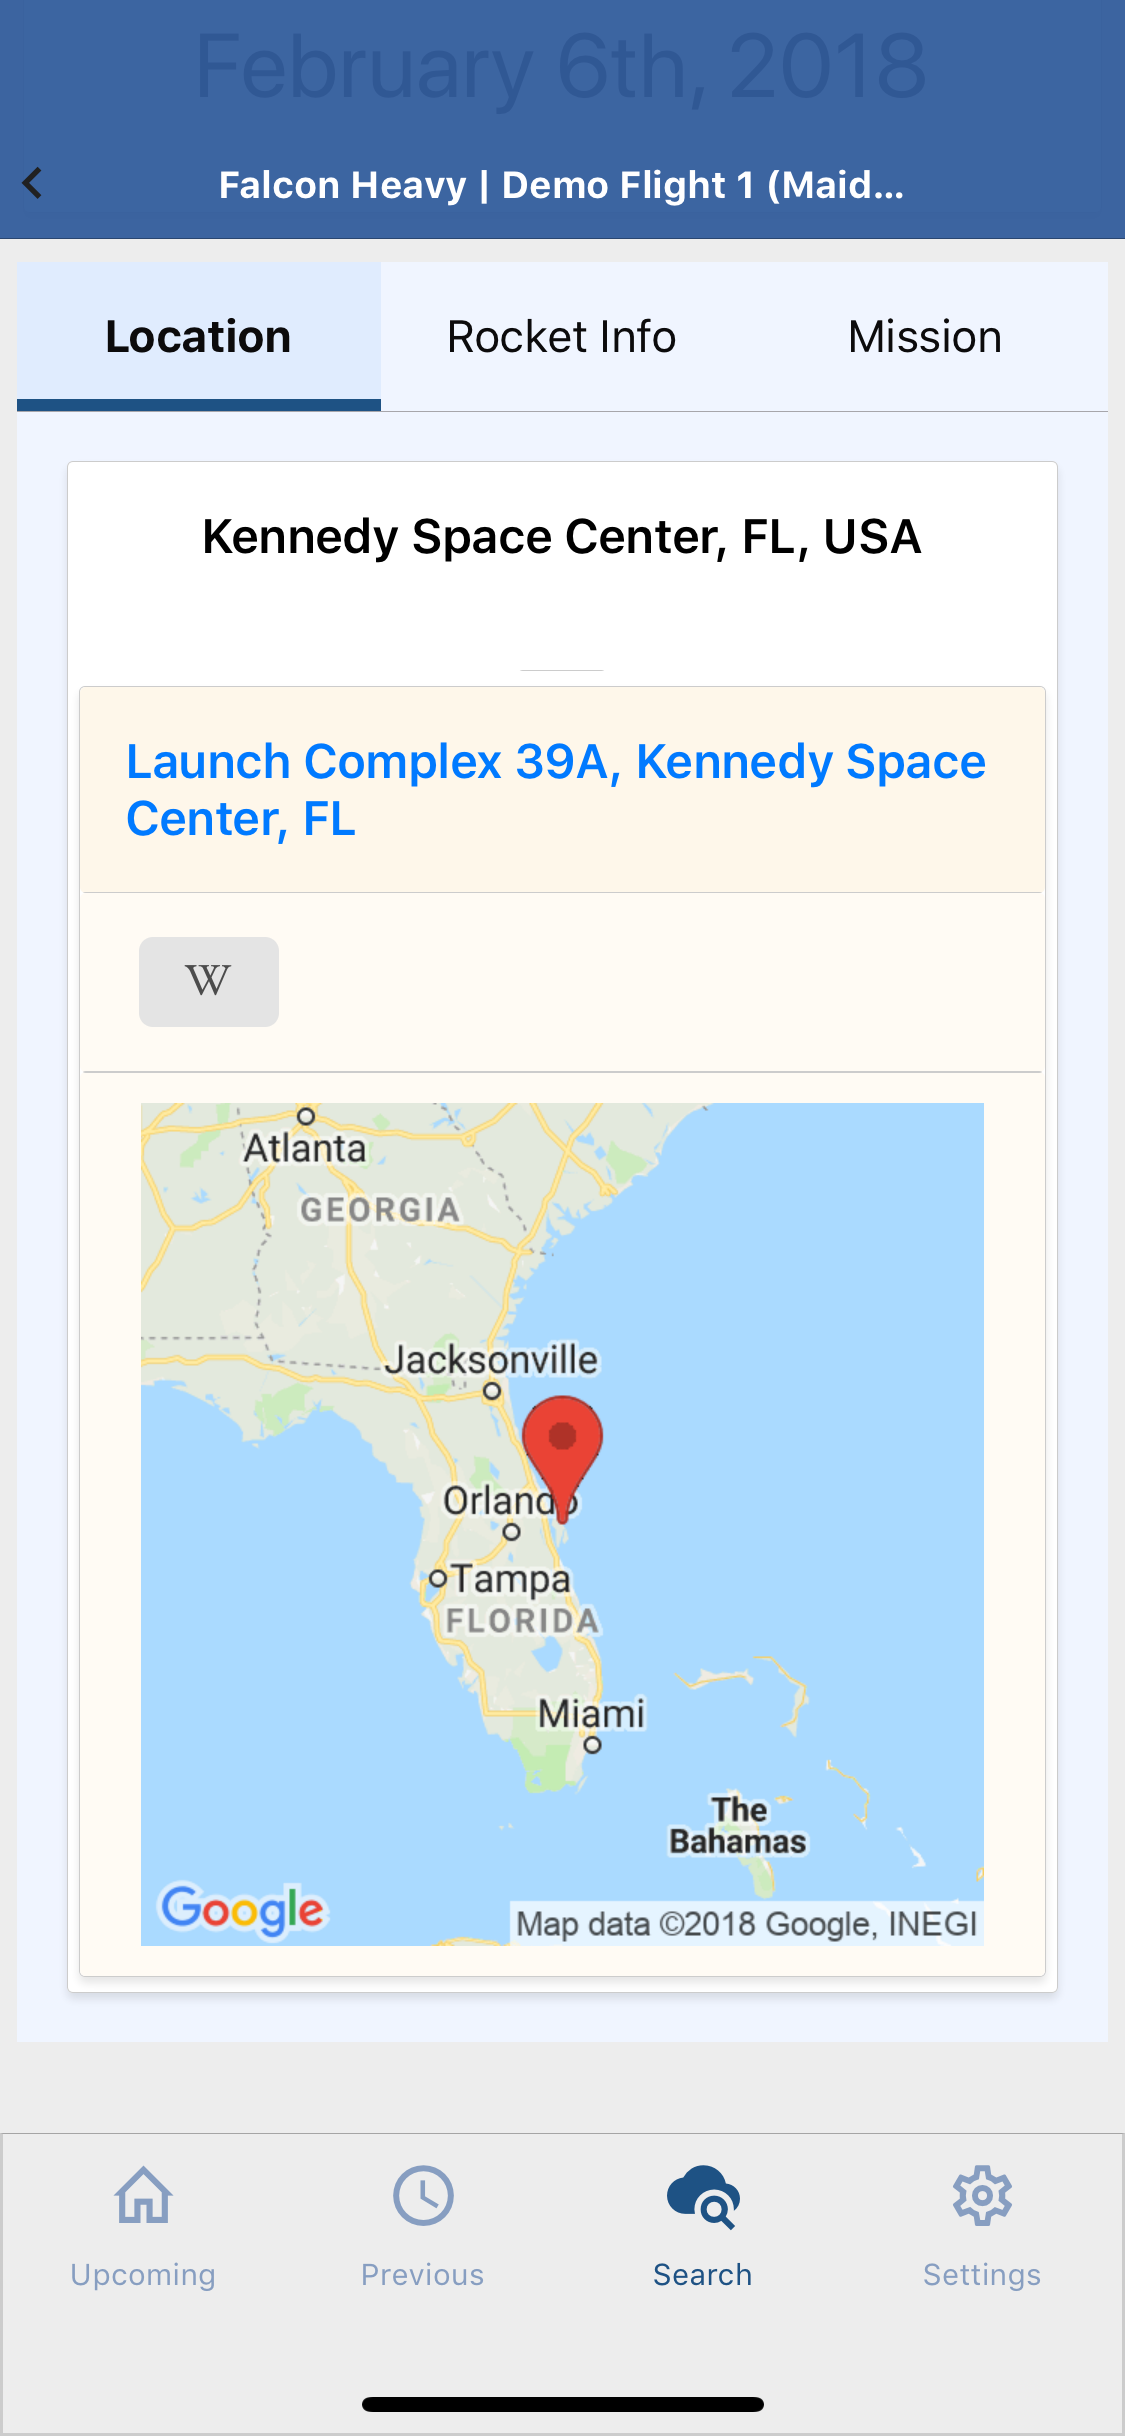 February 6th, 2018
Falcon Heavy | Demo Flight 1 (Maid...
Location
Rocket Info
Mission
Kennedy Space Center, FL, USA
Launch Complex 39A, Kennedy Space
Center, FL
W
Atlanta
GEORGIA
Jacksonville
Orlando
Tampa
FLORIDA
Miami
The
Bahamas
Google
Map data ©2018 Google, INEGI
Upcoming
Previous
Search
Settings